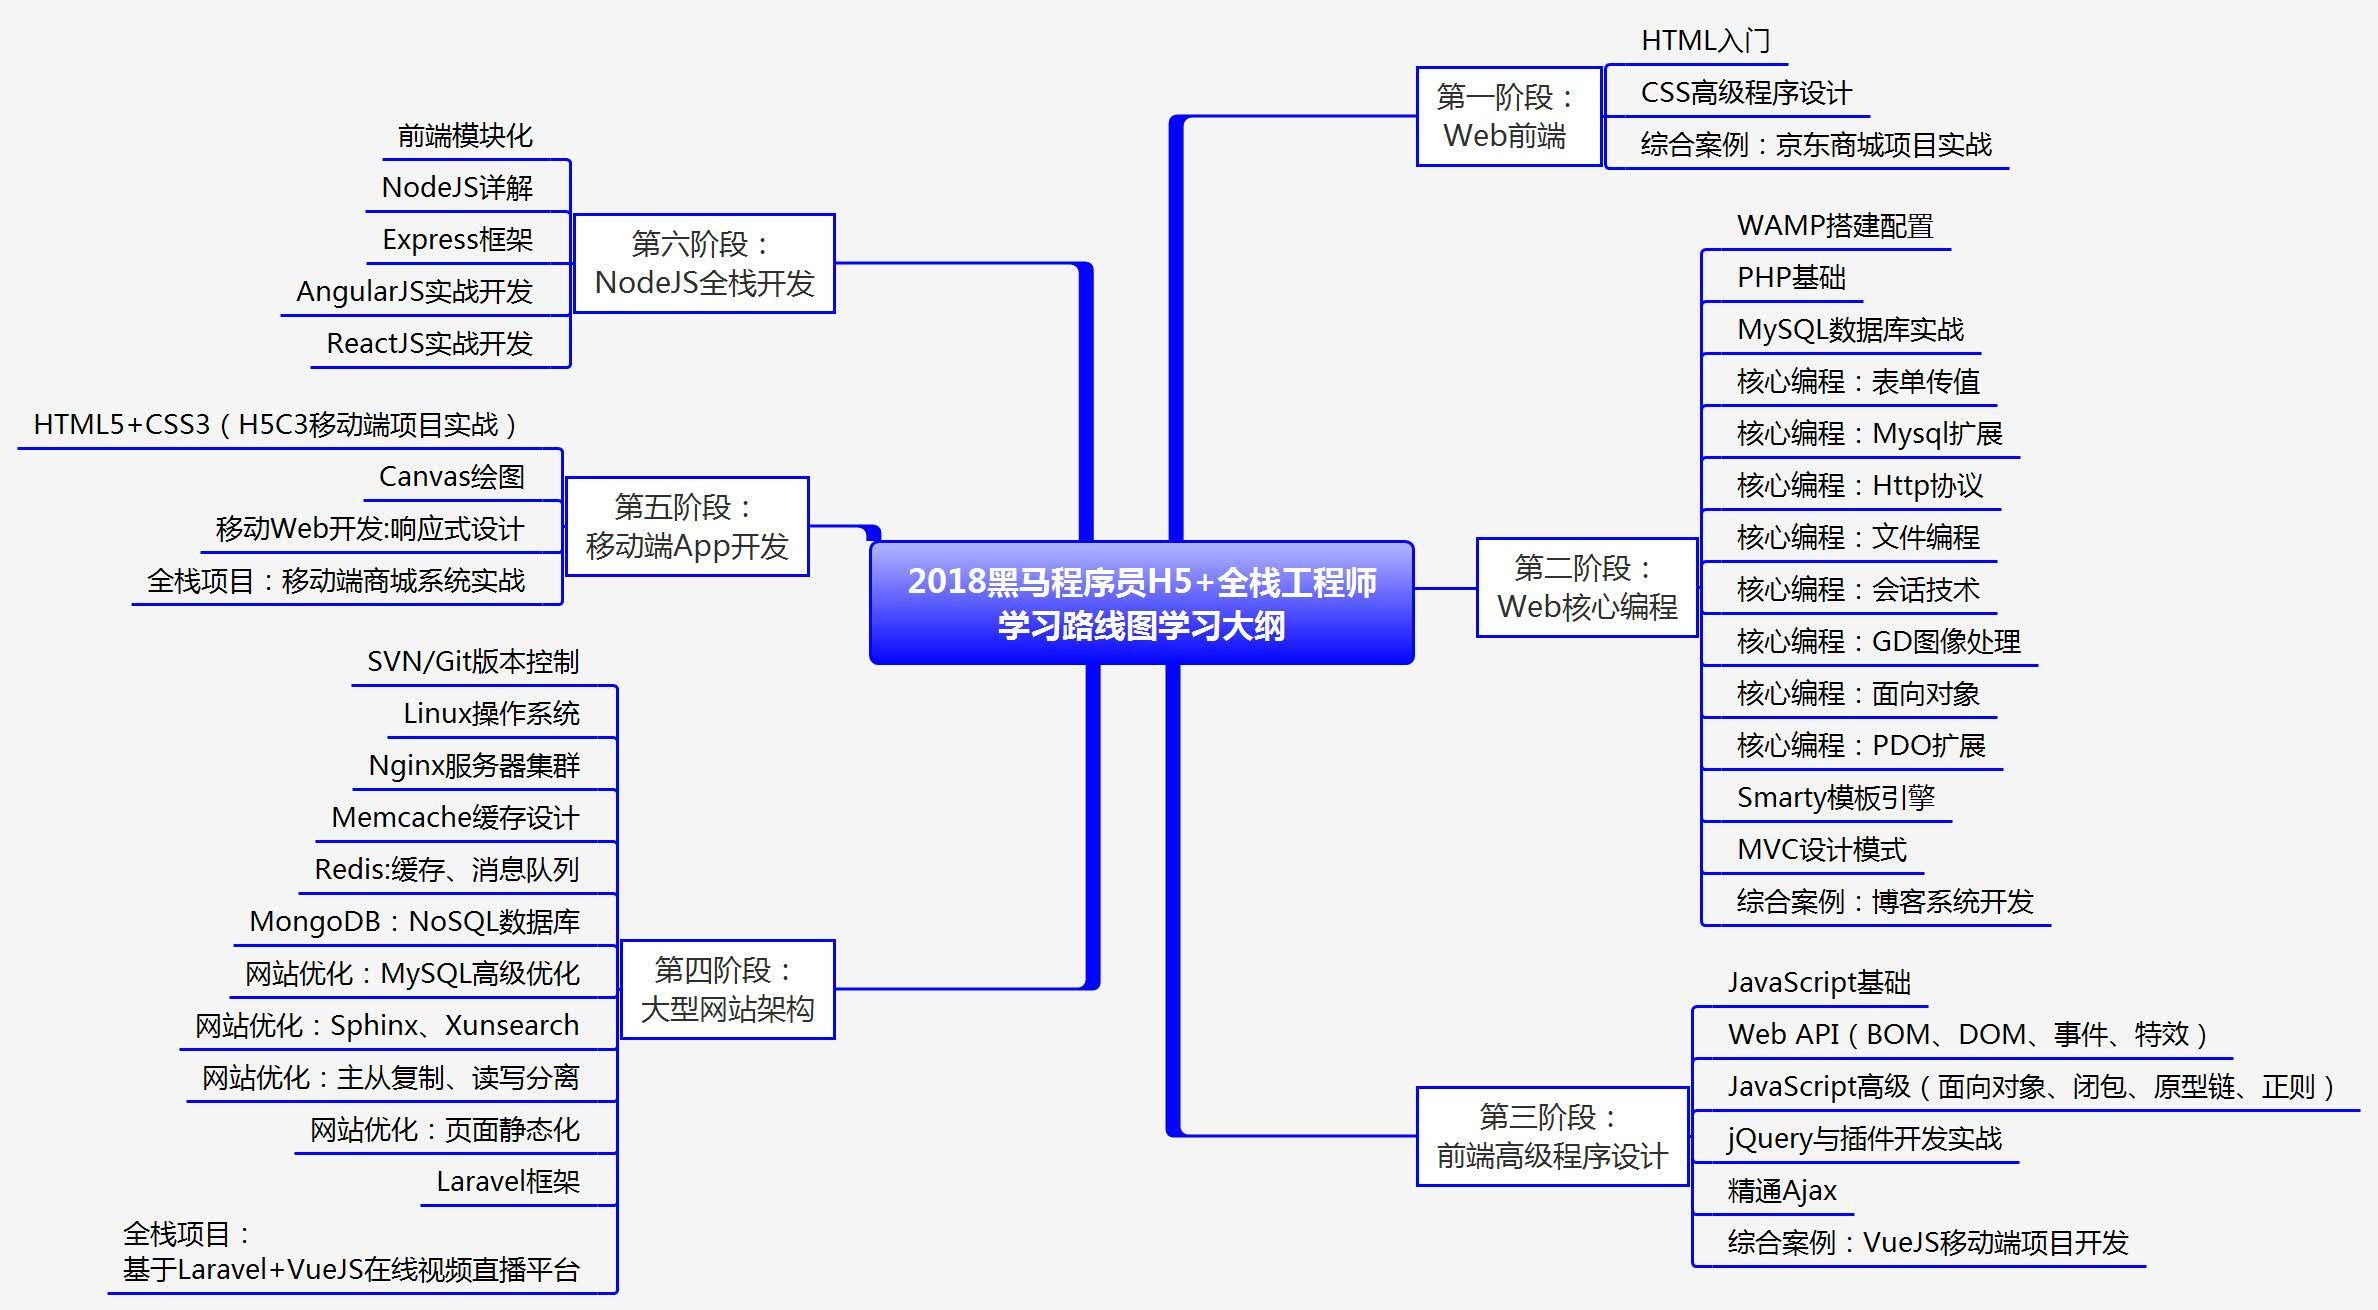 2018黑马程序员H5+全栈工程师
学习路线图学习大纲
第一阶段：
Web前端
HTML入门
CSS高级程序设计
综合案例：京东商城项目实战
第二阶段：
Web核心编程
WAMP搭建配置
PHP基础
MySQL数据库实战
核心编程：表单传值
核心编程：Mysql扩展
核心编程：Http协议
核心编程：文件编程
核心编程：会话技术
核心编程：GD图像处理
核心编程：面向对象
核心编程：PDO扩展
Smarty模板引擎
MVC设计模式
综合案例：博客系统开发
第三阶段：
前端高级程序设计
JavaScript基础
Web API（BOM、DOM、事件、特效）
JavaScript高级（面向对象、闭包、原型链、正则）
jQuery与插件开发实战
精通Ajax
综合案例：VueJS移动端项目开发
第四阶段：
大型网站架构
SVN/Git版本控制
Linux操作系统
Nginx服务器集群
Memcache缓存设计
Redis:缓存、消息队列
MongoDB：NoSQL数据库
网站优化：MySQL高级优化
网站优化：Sphinx、Xunsearch
网站优化：主从复制、读写分离
网站优化：页面静态化
Laravel框架
全栈项目：
基于Laravel+VueJS在线视频直播平台
第五阶段：
移动端App开发
HTML5+CSS3（H5C3移动端项目实战）
Canvas绘图
移动Web开发:响应式设计
全栈项目：移动端商城系统实战
第六阶段：
NodeJS全栈开发
前端模块化
NodeJS详解
Express框架
AngularJS实战开发
ReactJS实战开发